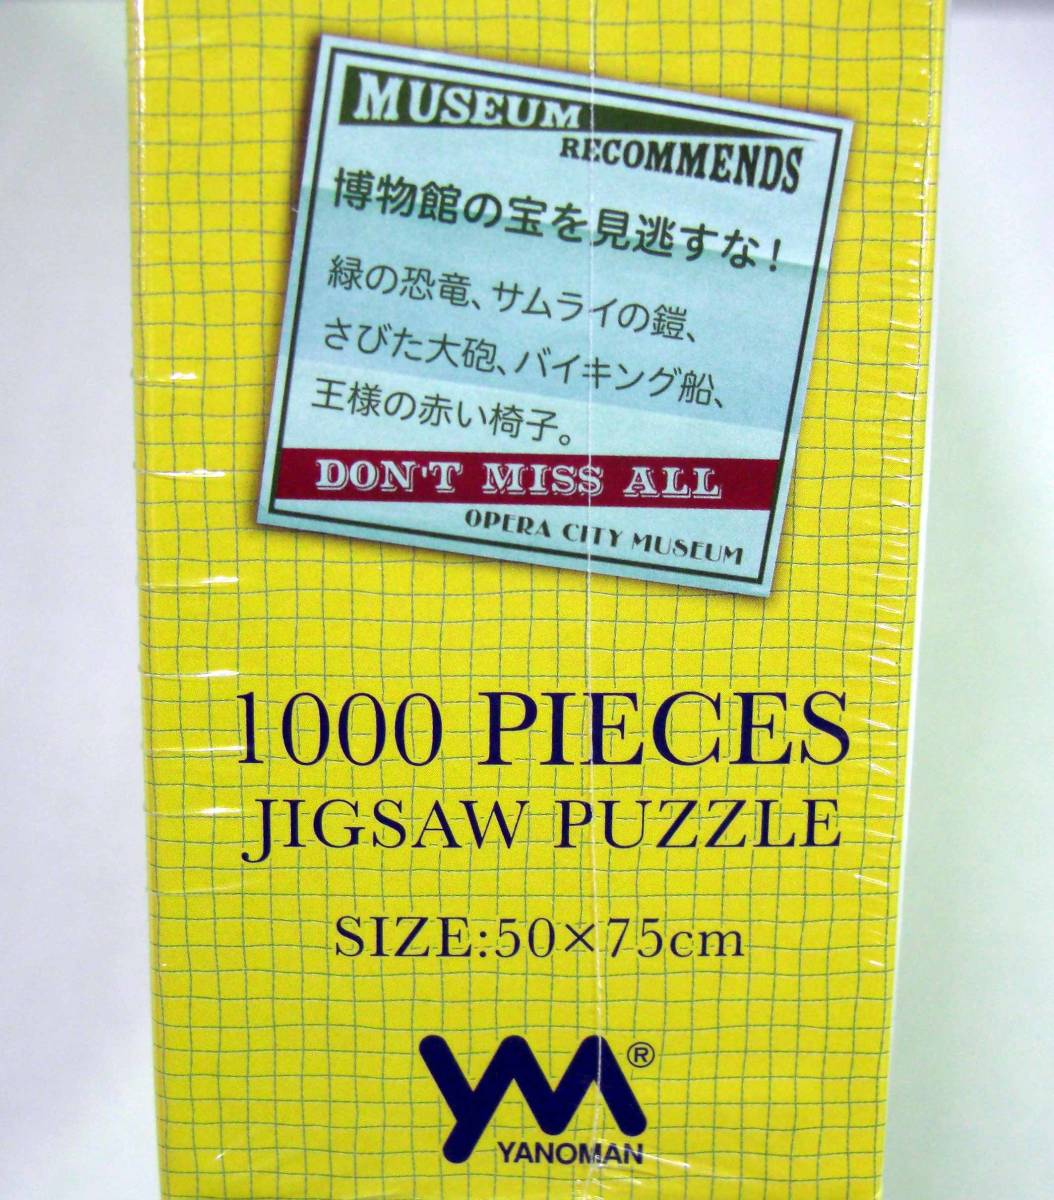 MUSEUM
RECOMMENDS
博物館の宝を見逃すな！
緑の恐竜、サムライの鎧、
さびた大砲、バイキング船、
王様の赤い椅子。
DON'T MISS ALL
OPERA CITY MUSEUM
1000 PIECES
JIGSAW PUZZLE
SIZE:50×75cm
YM®
YANOMAN